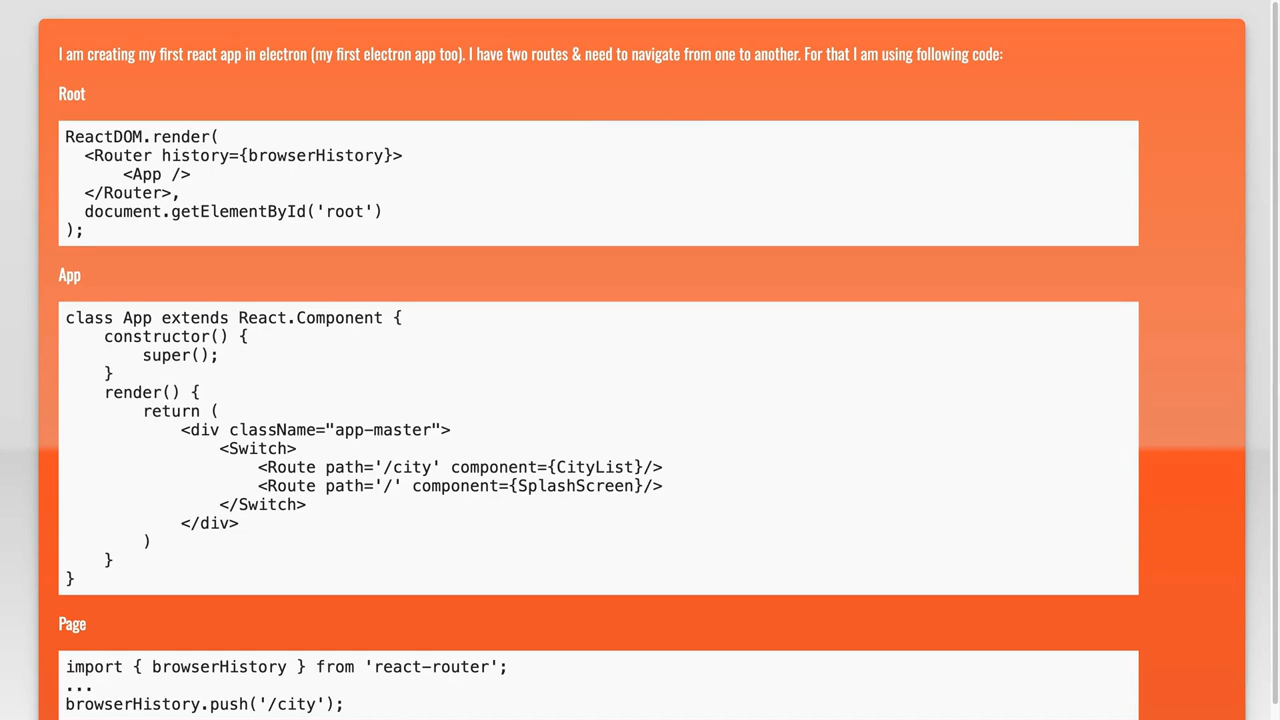 I am creating my first react app in electron (my first electron app too). I have two routes & need to navigate from one to another. For that I am using following code:
Root
ReactDOM.render(
  <Router history={browserHistory}>
      <App />
  </Router>,
  document.getElementById('root')
);
App
class App extends React.Component {
    constructor() {
        super();
    }
    render() {
        return (
            <div className="app-master">
                <Switch>
                    <Route path='/city' component={CityList}/>
                    <Route path='/' component={SplashScreen}/>
                </Switch>
            </div>
        )
    }
}
Page
import { browserHistory } from 'react-router';
...
browserHistory.push('/city');